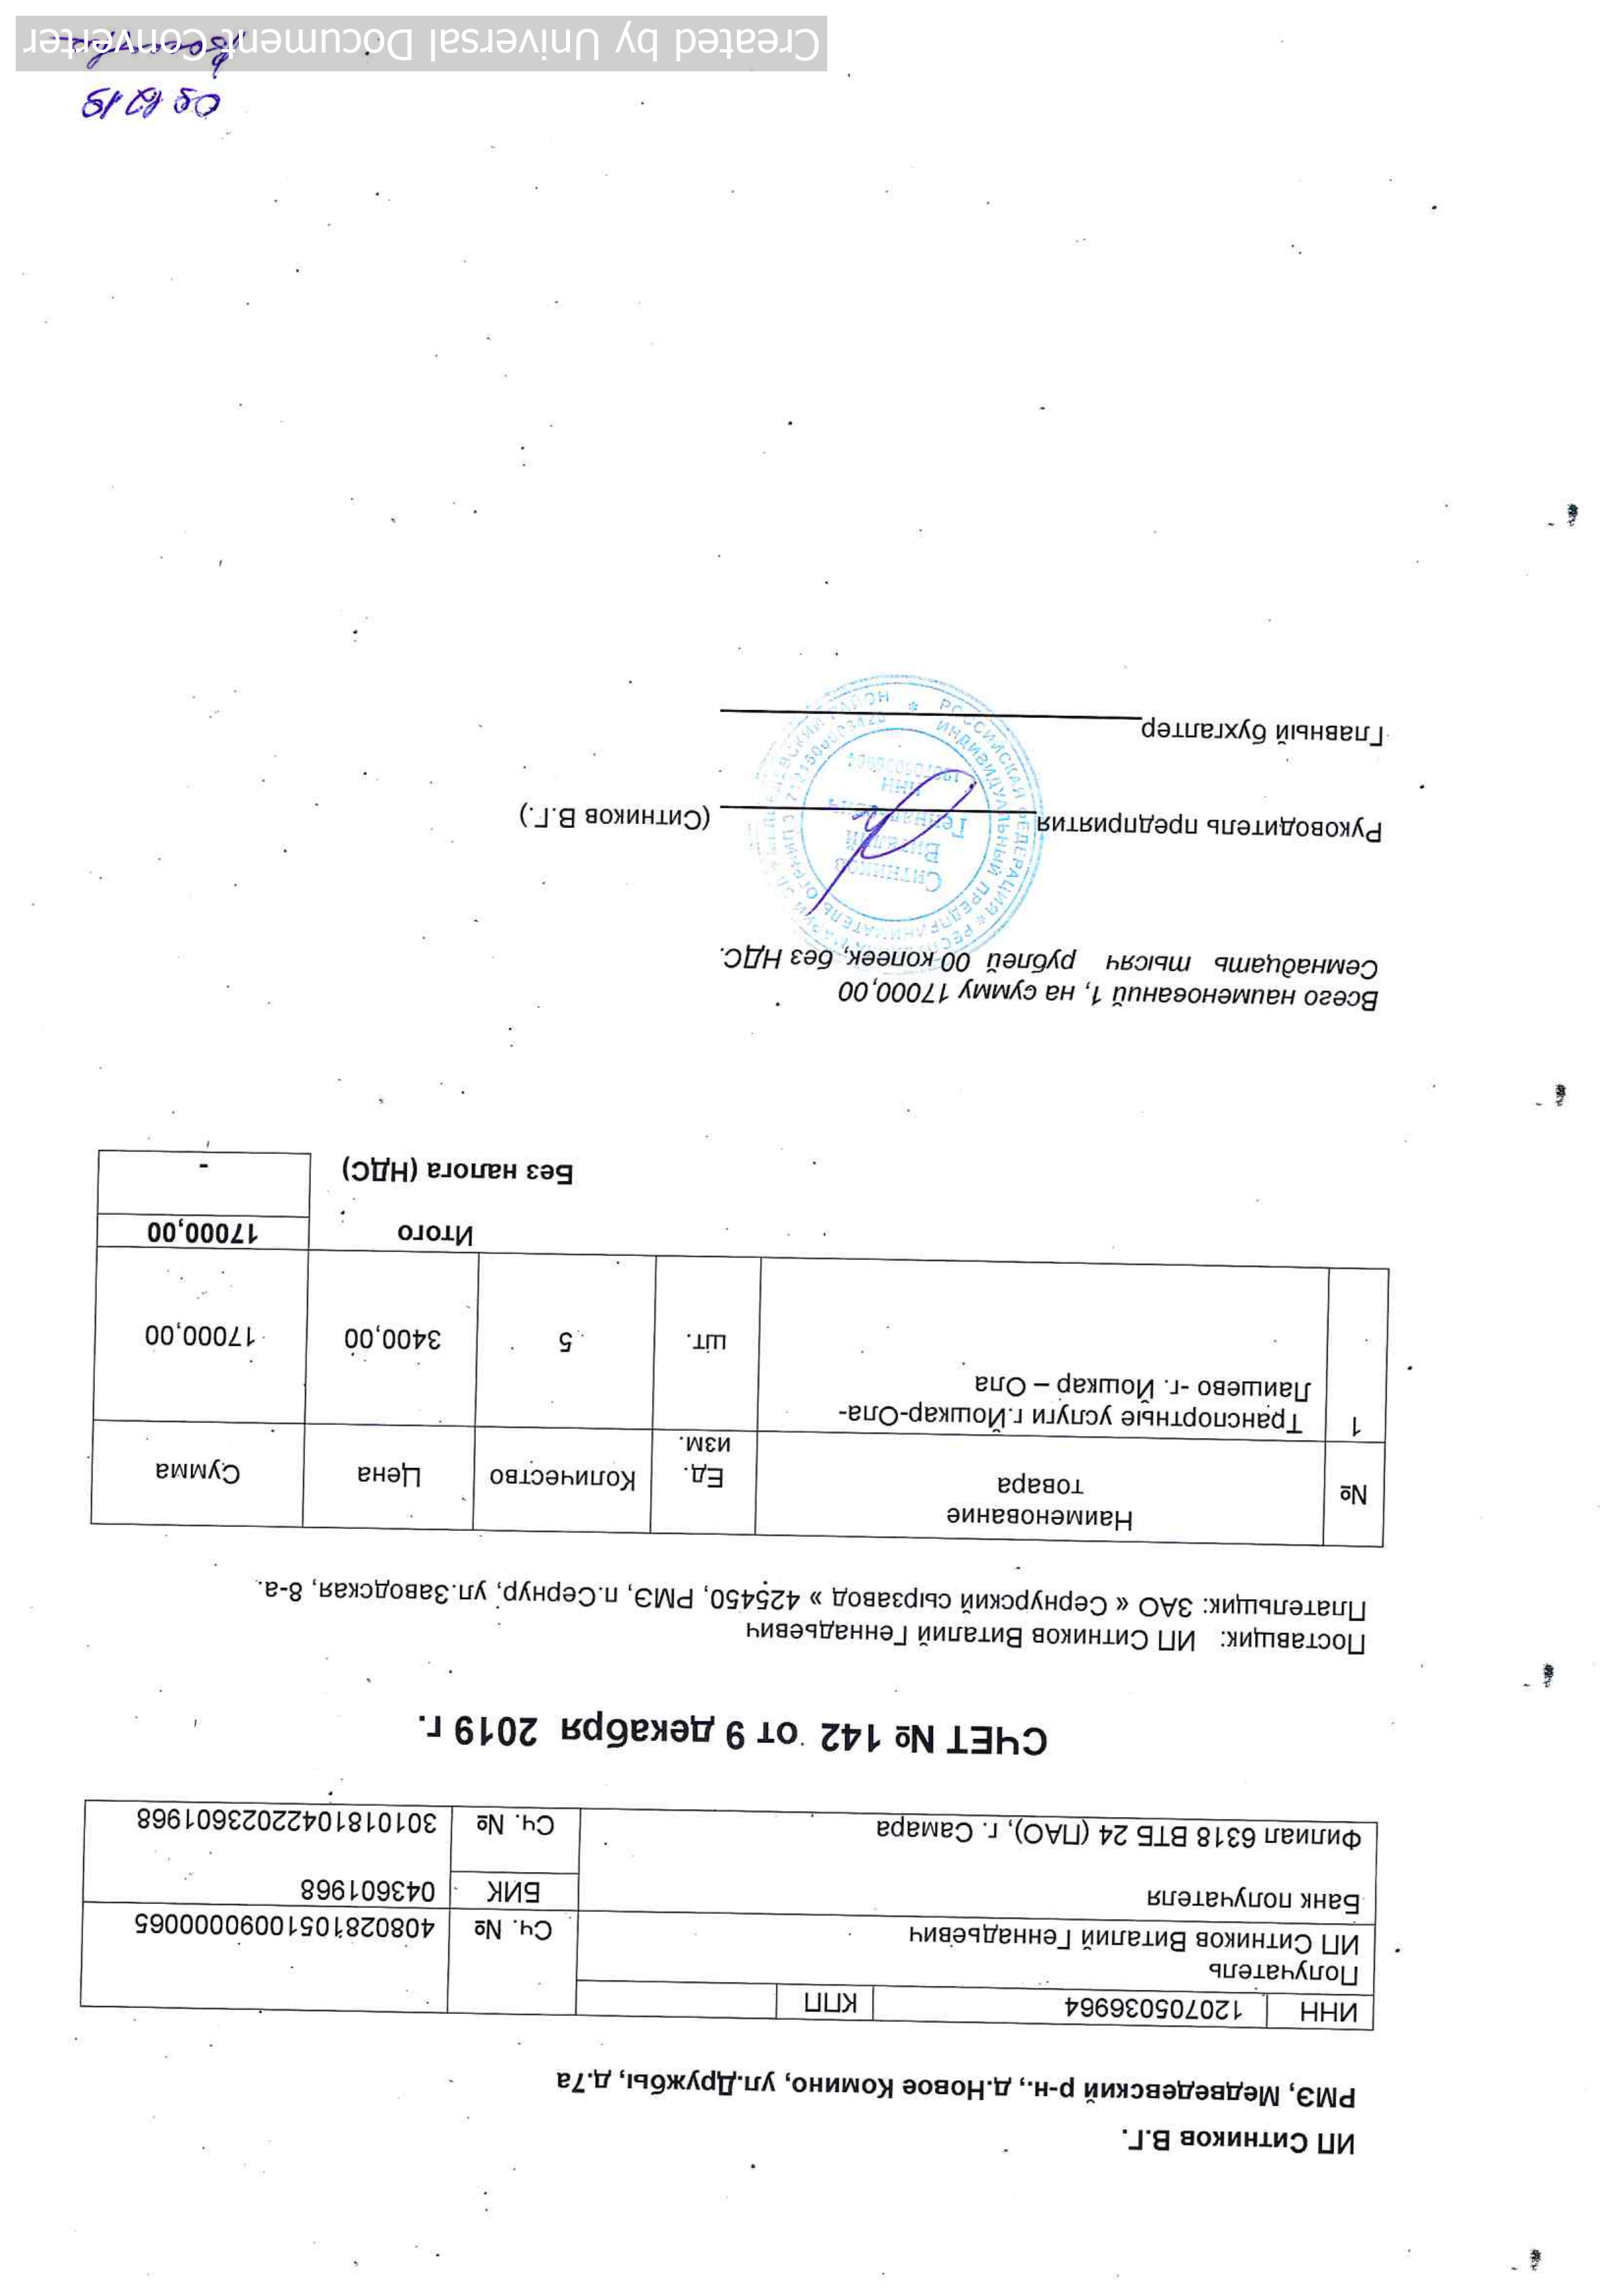 ИП Ситников В.Г.
РМЭ, Медведевский р-н., д.Новое Комино, ул.Дружбы, д.7а
ИНН 120705036964 КПП
Получатель
ИП Ситников Виталий Геннадьевич
Сч. № 40802810510090000065
Банк получателя
БИК 043601968
Филиал 6318 ВТБ 24 (ПАО), г. Самара
Сч. № 30101810422023601968
СЧЕТ № 142 от 9 декабря 2019 г.
Поставщик: ИП Ситников Виталий Геннадьевич
Плательщик: ЗАО « Сернурский сырзавод » 425450, РМЭ, п.Сернур, ул.Заводская, 8-а.
№ Наименование товара Ед. изм. Количество Цена Сумма
1 Транспортные услуги г.Йошкар-Ола-
Лаишево -г. Йошкар – Ола
шт. 5 3400,00 17000,00
Итого 17000,00
Без налога (НДС) -
Всего наименований 1, на сумму 17000,00
Семнадцать тысяч рублей 00 копеек, без НДС.
Руководитель предприятия (Ситников В.Г.)
Главный бухгалтер
РОССИЙСКАЯ ФЕДЕРАЦИЯ * РЕСПУБЛИКА МАРИЙ ЭЛ
ИНДИВИДУАЛЬНЫЙ ПРЕДПРИНИМАТЕЛЬ
Ситников
Виталий
Геннадьевич
ИНН
120705036964
09 12 19
Created by Universal Document Converter